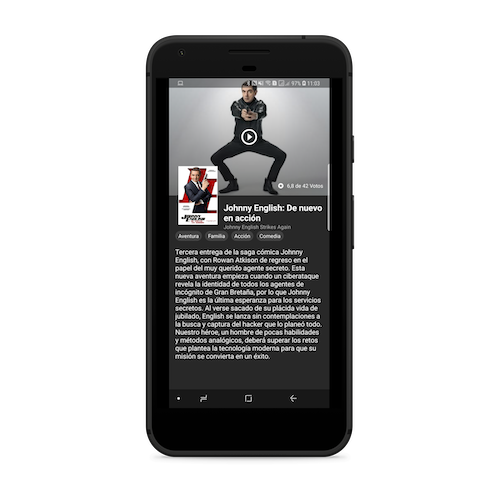 97% 11:03
6,8 de 42 Votos
Johnny English: De nuevo
en acción
Johnny English Strikes Again
Aventura Familia Acción Comedia
Tercera entrega de la saga cómica Johnny
English, con Rowan Atkison de regreso en el
papel del muy querido agente secreto. Esta
nueva aventura empieza cuando un ciberataque
revela la identidad de todos los agentes de
incógnito de Gran Bretaña, por lo que Johnny
English es la última esperanza para los servicios
secretos. Al verse sacado de su plácida vida de
jubilado, English se lanza sin contemplaciones a
la busca y captura del hacker que lo planeó todo.
Nuestro héroe, un hombre de pocas habilidades
y métodos analógicos, deberá superar los retos
que plantea la tecnología moderna para que su
misión se convierta en un éxito.